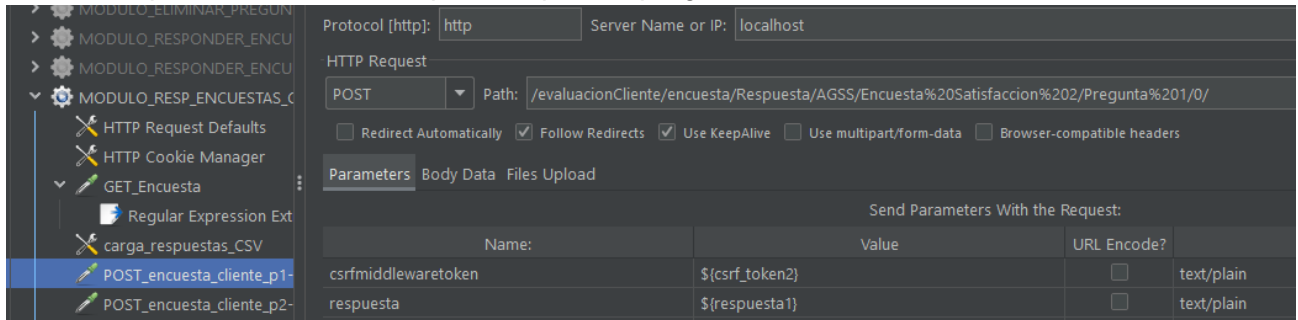 MODULO_ELIMINAR_PREGUN
MODULO_RESPONDER_ENCU
MODULO_RESPONDER_ENCU
MODULO_RESP_ENCUESTAS_C
HTTP Request Defaults
HTTP Cookie Manager
GET_Encuesta
Regular Expression Ext
carga_respuestas_CSV
POST_encuesta_cliente_p1-
POST_encuesta_cliente_p2-
Protocol [http]: http Server Name or IP: localhost
HTTP Request
POST Path: /evaluacionCliente/encuesta/Respuesta/AGSS/Encuesta%20Satisfaccion%202/Pregunta%201/0/
Redirect Automatically Follow Redirects Use KeepAlive Use multipart/form-data Browser-compatible headers
Parameters Body Data Files Upload
Send Parameters With the Request:
Name: Value URL Encode?
csrfmiddlewaretoken ${csrf_token2} text/plain
respuesta ${respuesta1} text/plain